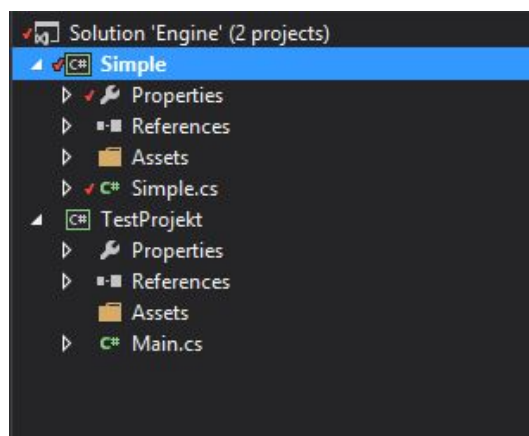 Solution 'Engine' (2 projects)
C# Simple
Properties
References
Assets
C# Simple.cs
C# TestProjekt
Properties
References
Assets
C# Main.cs